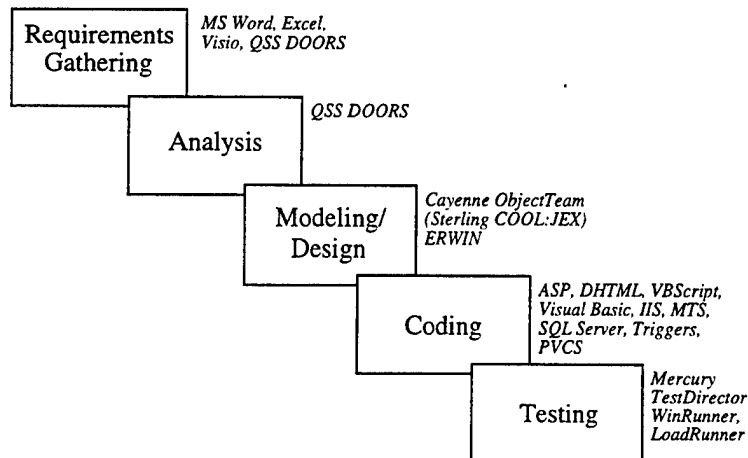 Requirements
Gathering
MS Word, Excel,
Visio, QSS DOORS
Analysis
QSS DOORS
Modeling/
Design
Cayenne ObjectTeam
(Sterling COOL:JEX)
ERWIN
Coding
ASP, DHTML, VBScript,
Visual Basic, IIS, MTS,
SQL Server, Triggers,
PVCS
Testing
Mercury
TestDirector
WinRunner,
LoadRunner